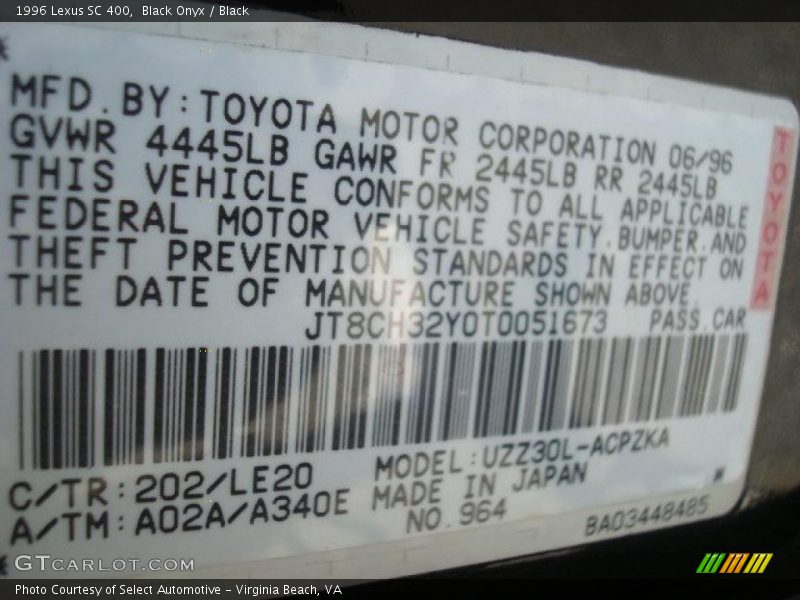 1996 Lexus SC 400,  Black Onyx / Black
MFD.BY:TOYOTA MOTOR CORPORATION 06/96
GVWR 4445LB GAWR FR 2445LB RR 2445LB
THIS VEHICLE CONFORMS TO ALL APPLICABLE
FEDERAL MOTOR VEHICLE SAFETY.BUMPER.AND
THEFT PREVENTION STANDARDS IN EFFECT ON
THE DATE OF MANUFACTURE SHOWN ABOVE.
JT8CH32Y0T0051673 PASS.CAR
TOYOTA
C/TR:202/LE20 MODEL:UZZ30L-ACPZKA
A/TM:A02A/A340E MADE IN JAPAN
NO.964 BA03448485
GTCARLOT.COM
Photo Courtesy of Select Automotive - Virginia Beach, VA